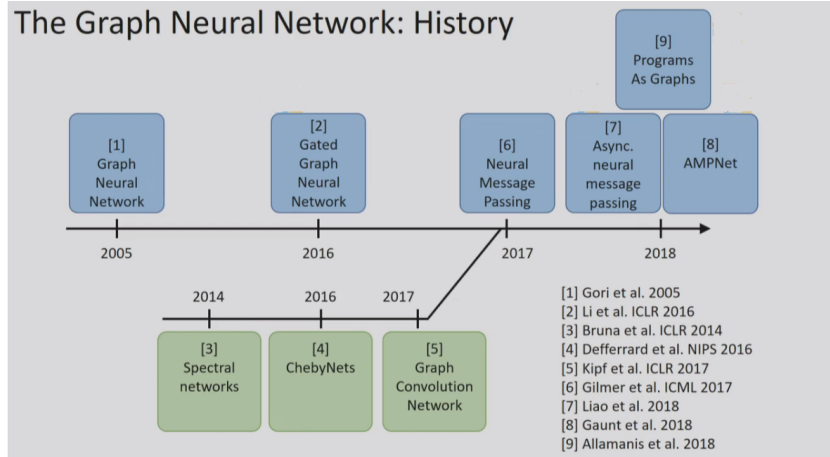 The Graph Neural Network: History
[9]
Programs
As Graphs
[1]
Graph
Neural
Network
[2]
Gated
Graph
Neural
Network
[6]
Neural
Message
Passing
[7]
Async.
neural
message
passing
[8]
AMPNet
2005
2016
2017
2018
2014
2016
2017
[3]
Spectral
networks
[4]
ChebyNets
[5]
Graph
Convolution
Network
[1] Gori et al. 2005
[2] Li et al. ICLR 2016
[3] Bruna et al. ICLR 2014
[4] Defferrard et al. NIPS 2016
[5] Kipf et al. ICLR 2017
[6] Gilmer et al. ICML 2017
[7] Liao et al. 2018
[8] Gaunt et al. 2018
[9] Allamanis et al. 2018